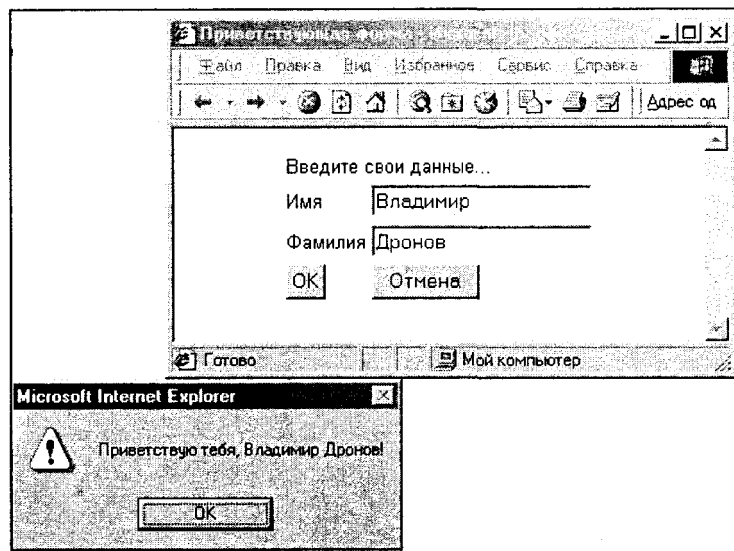 Приветствующая
Файл Правка Вид Избранное Сервис Справка
Адрес од
Введите свои данные...
Имя Владимир
Фамилия Дронов
OK Отмена
Готово Мой компьютер
Microsoft Internet Explorer
Приветствую тебя, Владимир Дронов!
OK